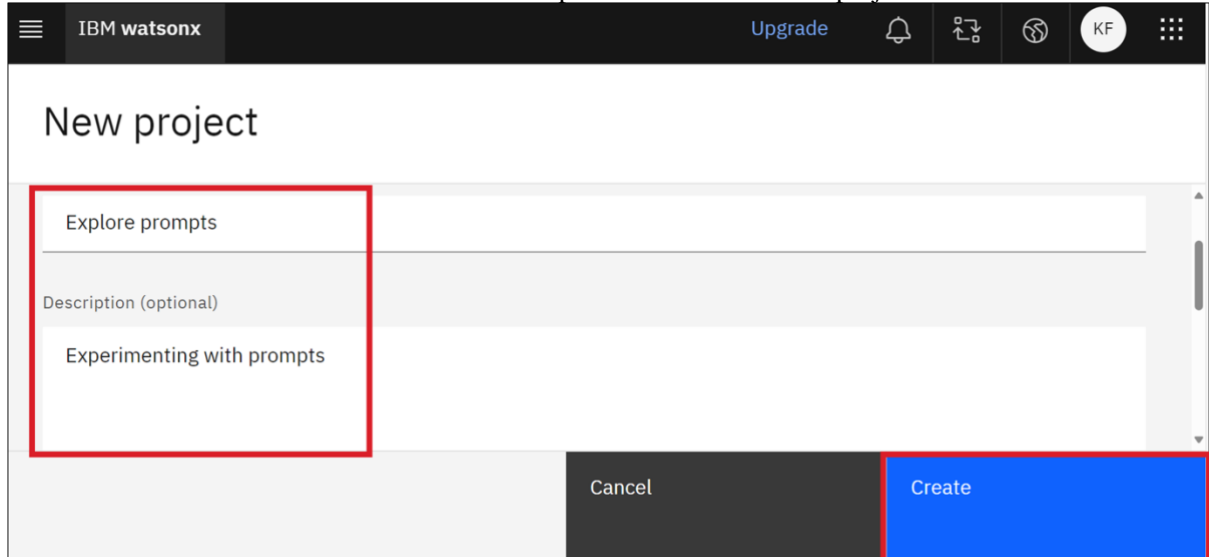 IBM watsonx
Upgrade
KF
New project
Explore prompts
Description (optional)
Experimenting with prompts
Cancel
Create